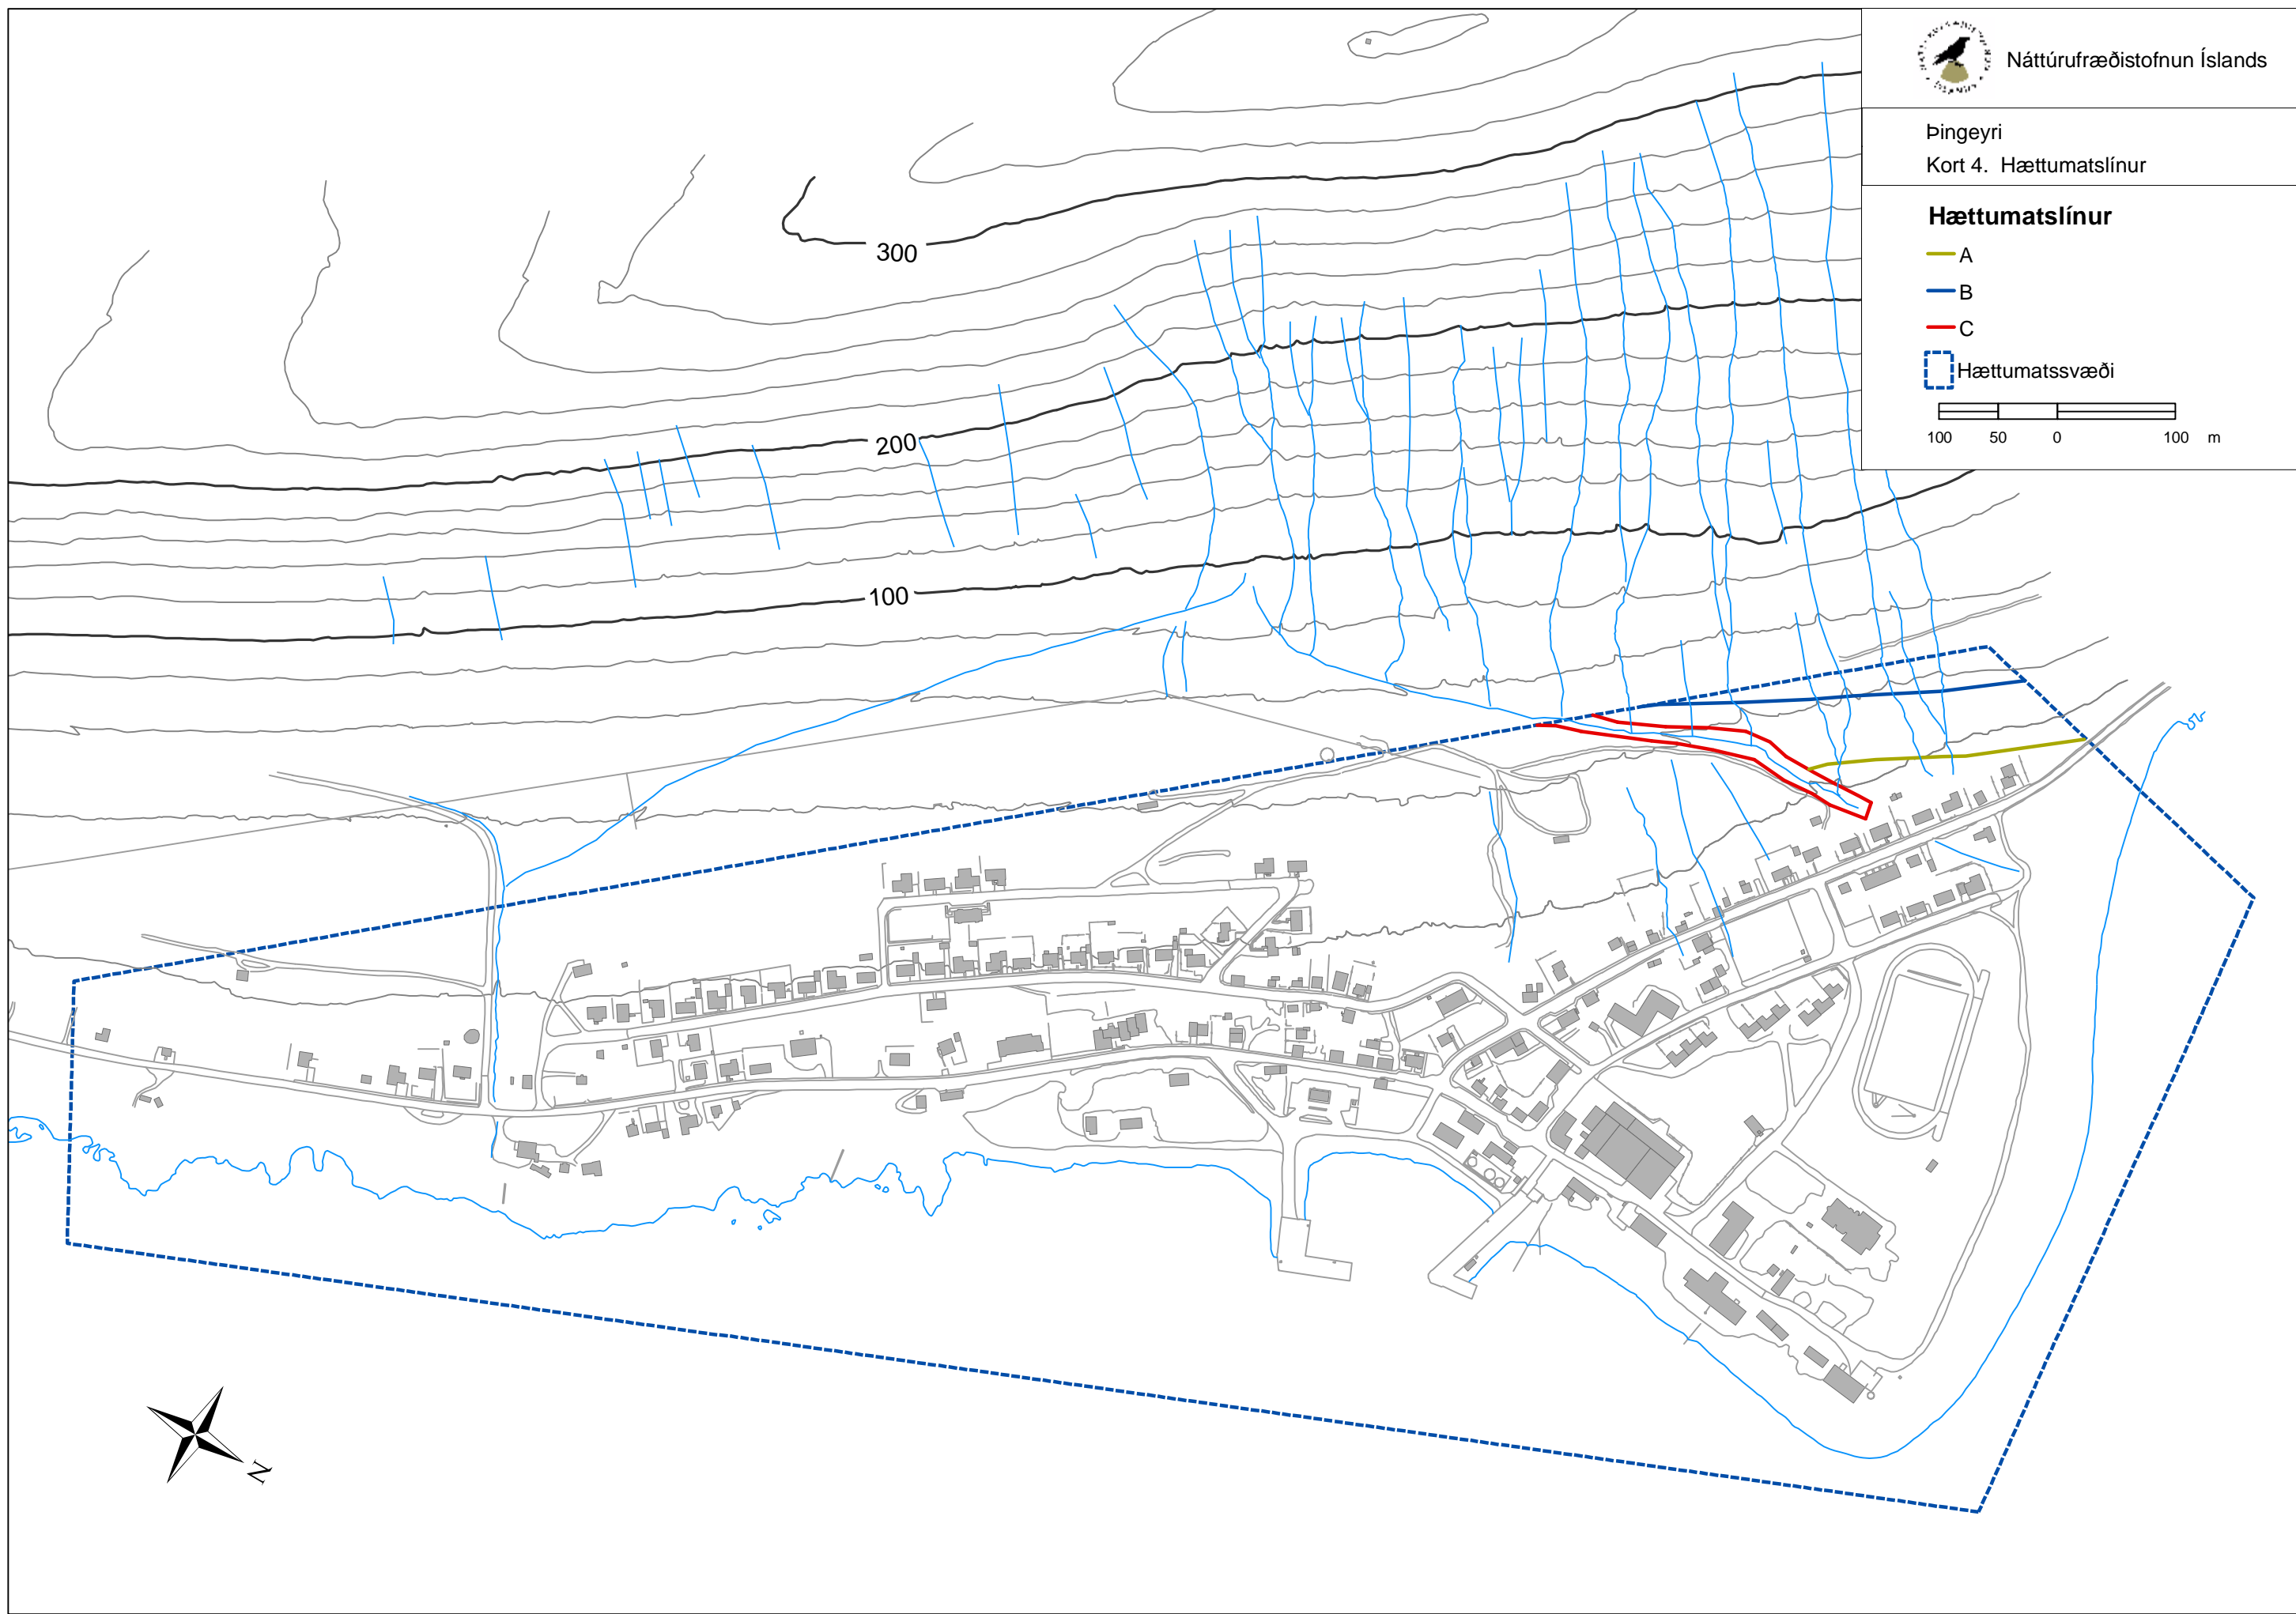 Náttúrufræðistofnun Íslands
Þingeyri
Kort 4. Hættumatslínur
Hættumatslínur
A
B
C
Hættumatssvæði
100 50 0 100 m
300
200
100
N